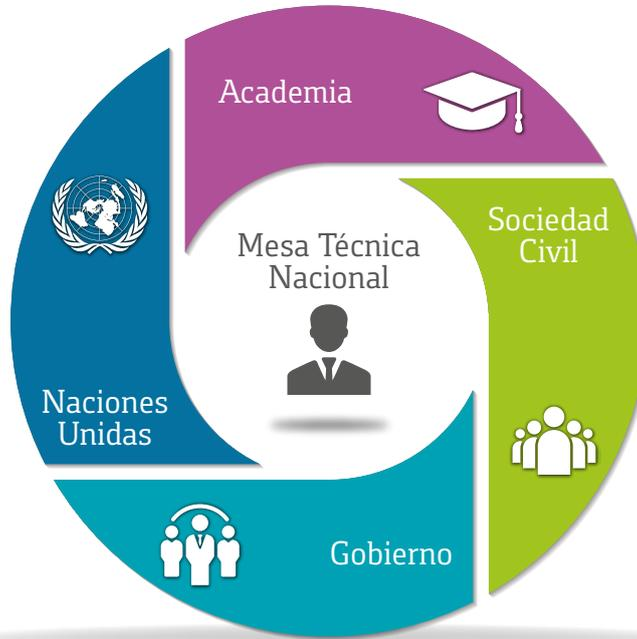 Academia
Sociedad
Civil
Mesa Técnica
Nacional
Naciones
Unidas
Gobierno